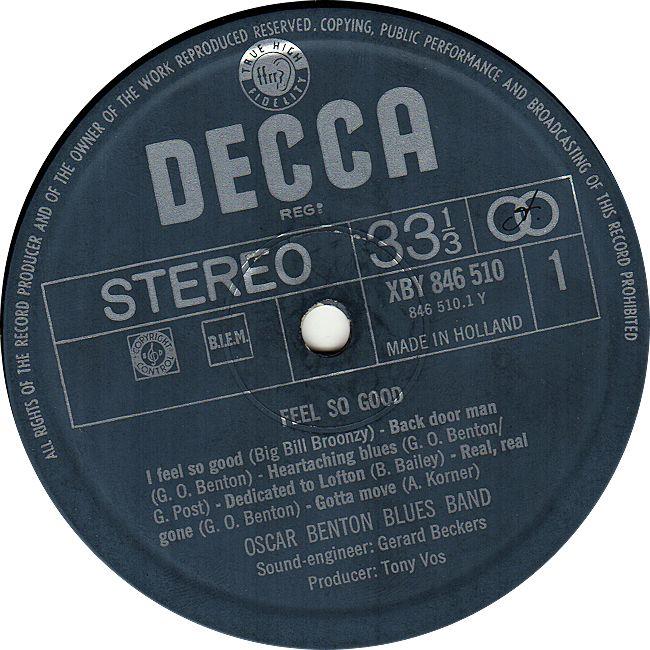 ALL RIGHTS OF THE RECORD PRODUCER AND OF THE OWNER OF THE WORK REPRODUCED RESERVED. COPYING, PUBLIC PERFORMANCE AND BROADCASTING OF THIS RECORD PROHIBITED
TRUE HIGH
ffrr
FIDELITY
DECCA
REGD
STEREO
33 1/3
XBY 846 510
846 510.1 Y
1
COPYRIGHT
CONTROL
B.I.E.M.
MADE IN HOLLAND
FEEL SO GOOD
I feel so good (Big Bill Broonzy) - Back door man
(G. O. Benton) - Heartaching blues (G. O. Benton/
G. Post) - Dedicated to Lofton (B. Bailey) - Real, real
gone (G. O. Benton) - Gotta move (A. Korner)
OSCAR BENTON BLUES BAND
Sound-engineer: Gerard Beckers
Producer: Tony Vos